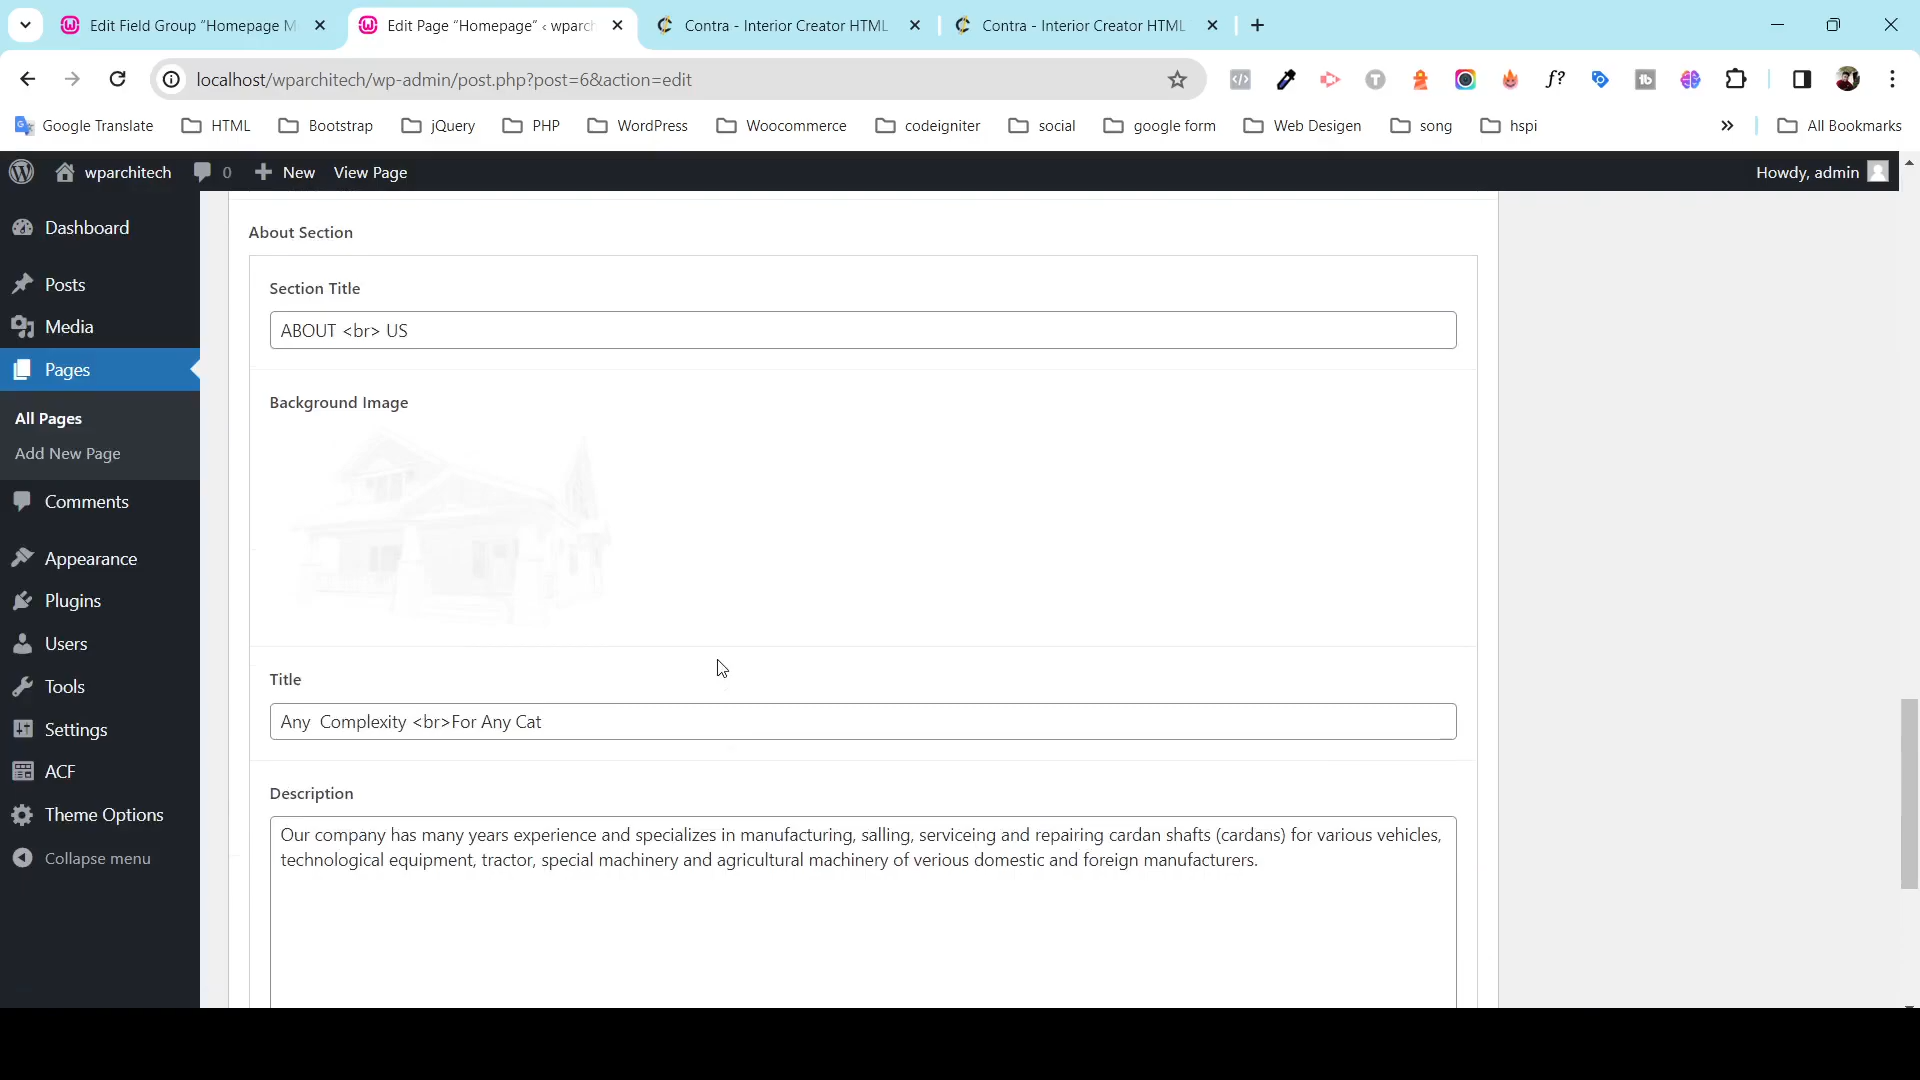 Edit Field Group “Homepage M
Edit Page “Homepage” ‹ wparch
Contra - Interior Creator HTML
Contra - Interior Creator HTML
localhost/wparchitech/wp-admin/post.php?post=6&action=edit
Google Translate
HTML
Bootstrap
jQuery
PHP
WordPress
Woocommerce
codeigniter
social
google form
Web Desigen
song
hspi
All Bookmarks
wparchitech
0
New
View Page
Howdy, admin
Dashboard
Posts
Media
Pages
All Pages
Add New Page
Comments
Appearance
Plugins
Users
Tools
Settings
ACF
Theme Options
Collapse menu
About Section
Section Title
ABOUT <br> US
Background Image
Title
Any  Complexity <br>For Any Cat
Description
Our company has many years experience and specializes in manufacturing, salling, serviceing and repairing cardan shafts (cardans) for various vehicles,
technological equipment, tractor, special machinery and agricultural machinery of verious domestic and foreign manufacturers.